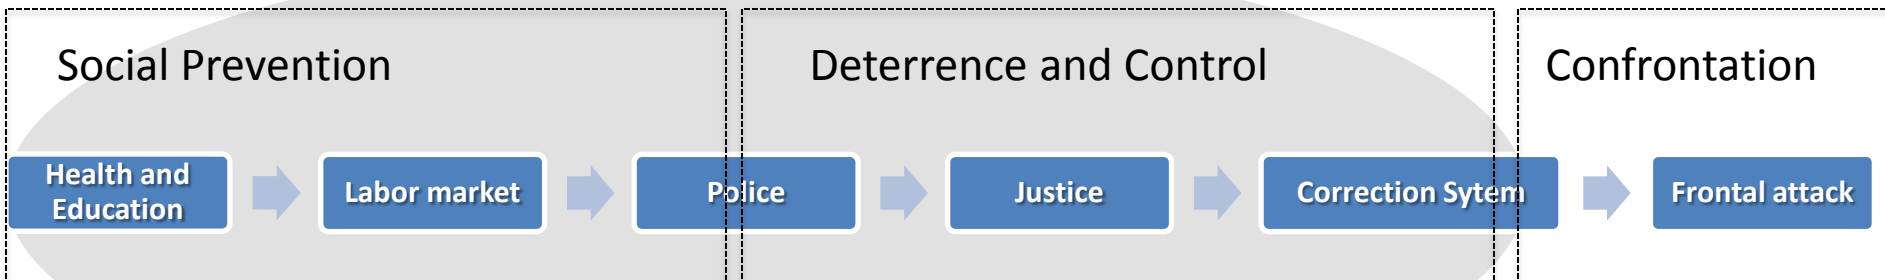 Social Prevention
Deterrence and Control
Confrontation
Health and
Education
Labor market
Police
Justice
Correction Sytem
Frontal attack